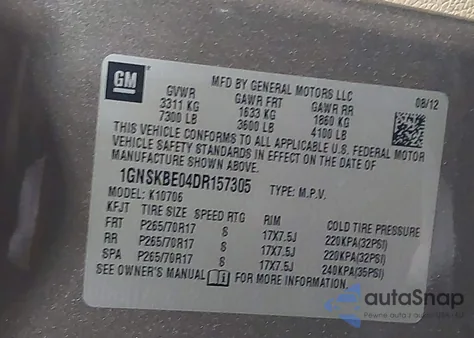 GM
MFD BY GENERAL MOTORS LLC
08/12
GVWR GAWR FRT GAWR RR
3311 KG 1633 KG 1860 KG
7300 LB 3600 LB 4100 LB
THIS VEHICLE CONFORMS TO ALL APPLICABLE U.S. FEDERAL MOTOR
VEHICLE SAFETY STANDARDS IN EFFECT ON THE DATE OF
MANUFACTURE SHOWN ABOVE.
1GNSKBE04DR157305 TYPE: M.P.V.
MODEL: K10706
KFJT TIRE SIZE SPEED RTG RIM COLD TIRE PRESSURE
FRT P265/70R17 S 17X7.5J 220KPA(32PSI)
RR P265/70R17 S 17X7.5J 220KPA(32PSI)
SPA P265/70R17 S 17X7.5J 240KPA(35PSI)
SEE OWNER'S MANUAL FOR MORE INFORMATION.
autoSnap